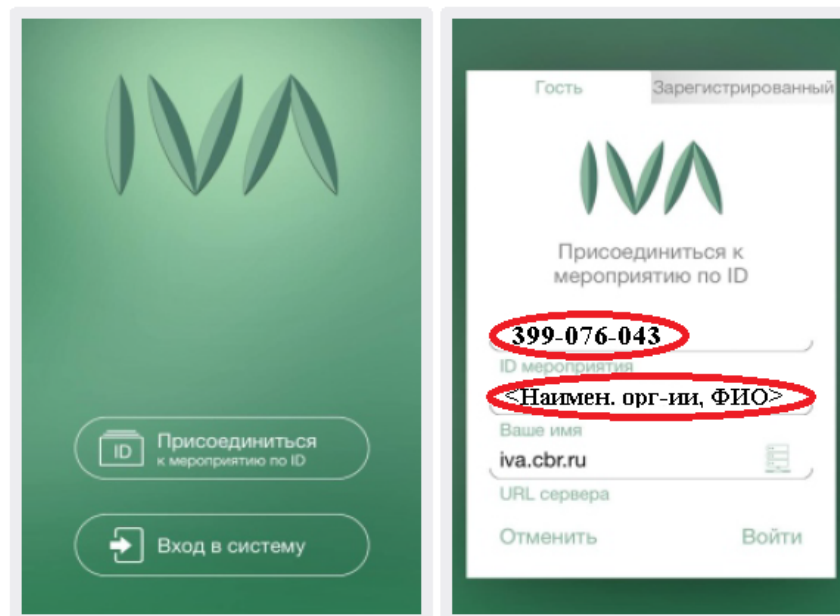 IVA
ID
Присоединиться
к мероприятию по ID
Вход в систему
Гость
Зарегистрированный
IVA
Присоединиться к
мероприятию по ID
399-076-043
ID мероприятия
<Наимен. орг-ии, ФИО>
Ваше имя
iva.cbr.ru
URL сервера
Отменить
Войти